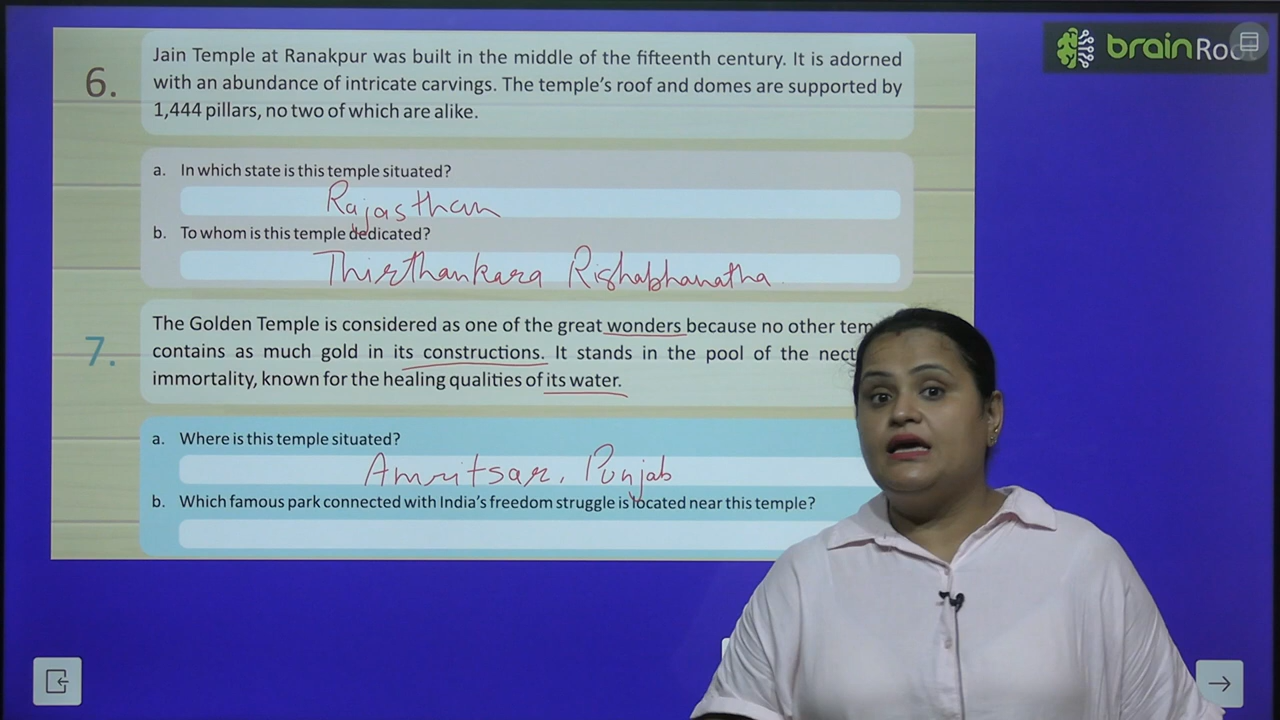 brainRo
6.
Jain Temple at Ranakpur was built in the middle of the fifteenth century. It is adorned
with an abundance of intricate carvings. The temple's roof and domes are supported by
1,444 pillars, no two of which are alike.
a. In which state is this temple situated?
Rajasthan
b. To whom is this temple dedicated?
Thirthankara Rishabhanatha
7.
The Golden Temple is considered as one of the great wonders because no other tem
contains as much gold in its constructions. It stands in the pool of the nect
immortality, known for the healing qualities of its water.
a. Where is this temple situated?
Amritsar, Punjab
b. Which famous park connected with India's freedom struggle is located near this temple?